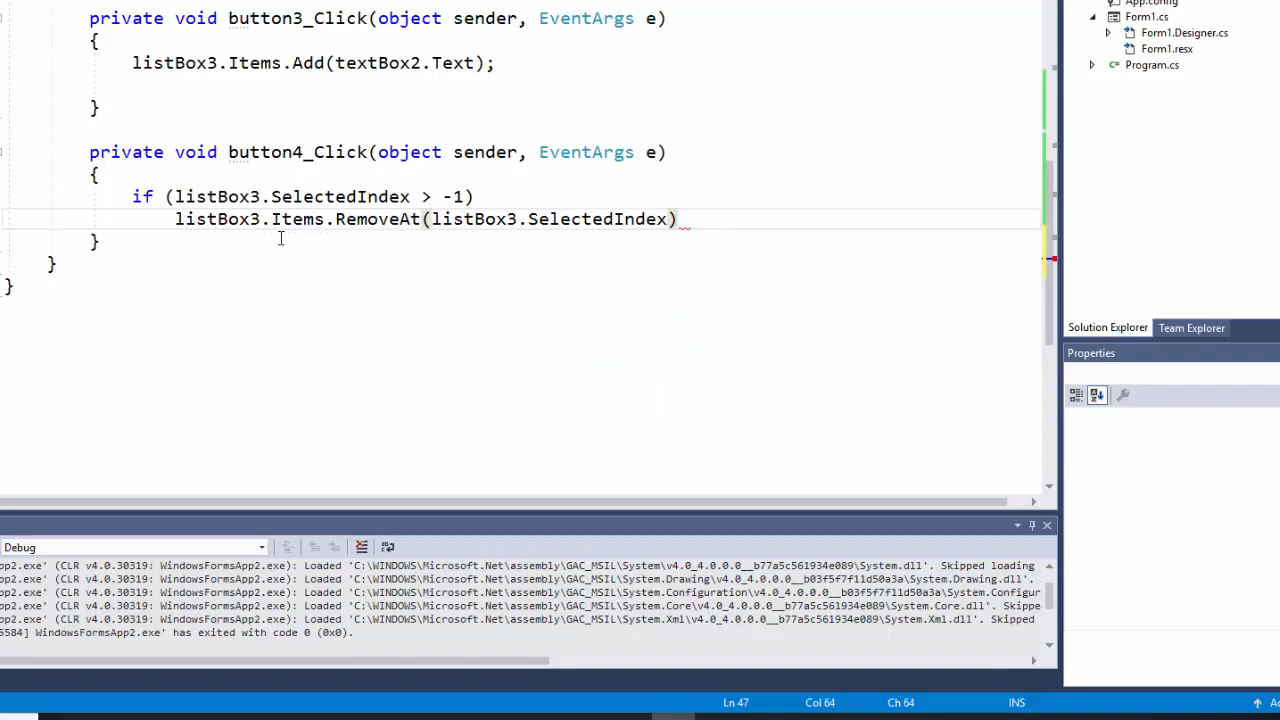 private void button3_Click(object sender, EventArgs e)
{
listBox3.Items.Add(textBox2.Text);
}
private void button4_Click(object sender, EventArgs e)
{
if (listBox3.SelectedIndex > -1)
listBox3.Items.RemoveAt(listBox3.SelectedIndex)
}
}
}
App.config
Form1.cs
Form1.Designer.cs
Form1.resx
C# Program.cs
Solution Explorer Team Explorer
Properties
Debug
pp2.exe' (CLR v4.0.30319: WindowsFormsApp2.exe): Loaded 'C:\WINDOWS\Microsoft.Net\assembly\GAC_MSIL\System\v4.0_4.0.0.0__b77a5c561934e089\System.dll'. Skipped loading
pp2.exe' (CLR v4.0.30319: WindowsFormsApp2.exe): Loaded 'C:\WINDOWS\Microsoft.Net\assembly\GAC_MSIL\System.Drawing\v4.0_4.0.0.0__b03f5f7f11d50a3a\System.Drawing.dll'.
pp2.exe' (CLR v4.0.30319: WindowsFormsApp2.exe): Loaded 'C:\WINDOWS\Microsoft.Net\assembly\GAC_MSIL\System.Configuration\v4.0_4.0.0.0__b03f5f7f11d50a3a\System.Configur
pp2.exe' (CLR v4.0.30319: WindowsFormsApp2.exe): Loaded 'C:\WINDOWS\Microsoft.Net\assembly\GAC_MSIL\System.Core\v4.0_4.0.0.0__b77a5c561934e089\System.Core.dll'. Skippe
pp2.exe' (CLR v4.0.30319: WindowsFormsApp2.exe): Loaded 'C:\WINDOWS\Microsoft.Net\assembly\GAC_MSIL\System.Xml\v4.0_4.0.0.0__b77a5c561934e089\System.Xml.dll'. Skipped
5584] WindowsFormsApp2.exe' has exited with code 0 (0x0).
Ln 47 Col 64 Ch 64 INS